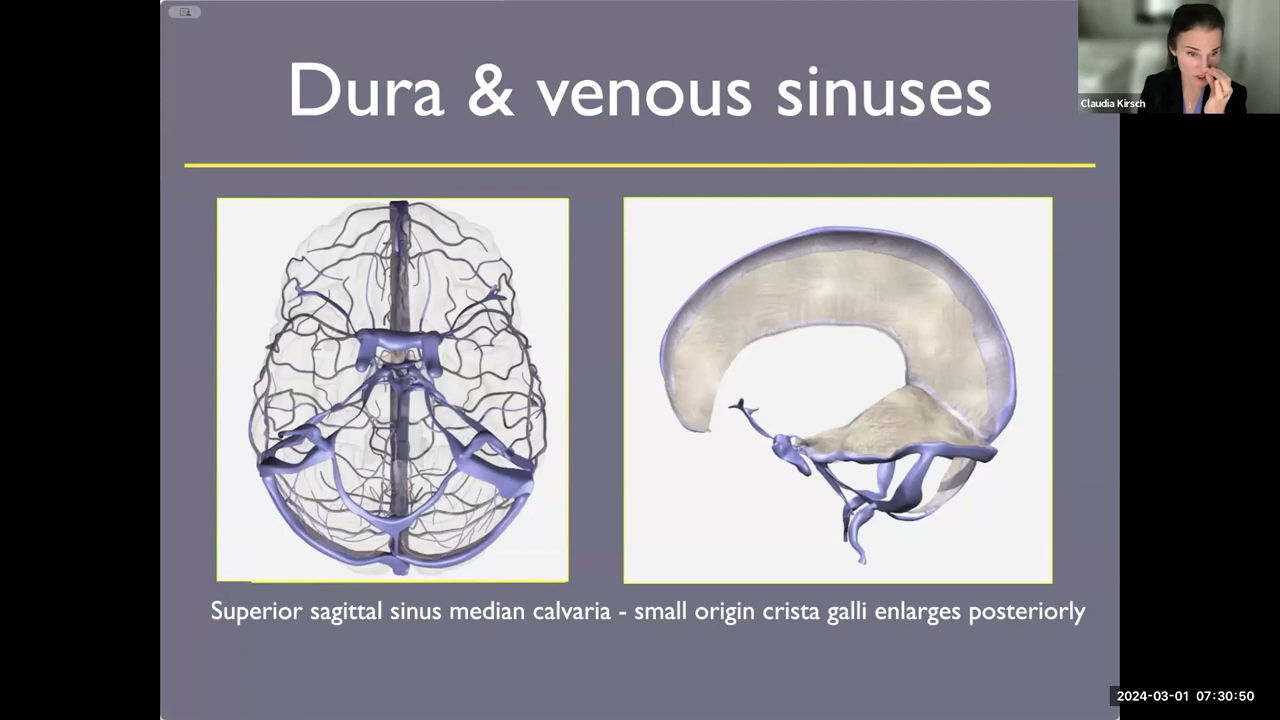 Dura & venous sinuses
Claudia Kirsch
Superior sagittal sinus median calvaria - small origin crista galli enlarges posteriorly
2024-03-01 07:30:50